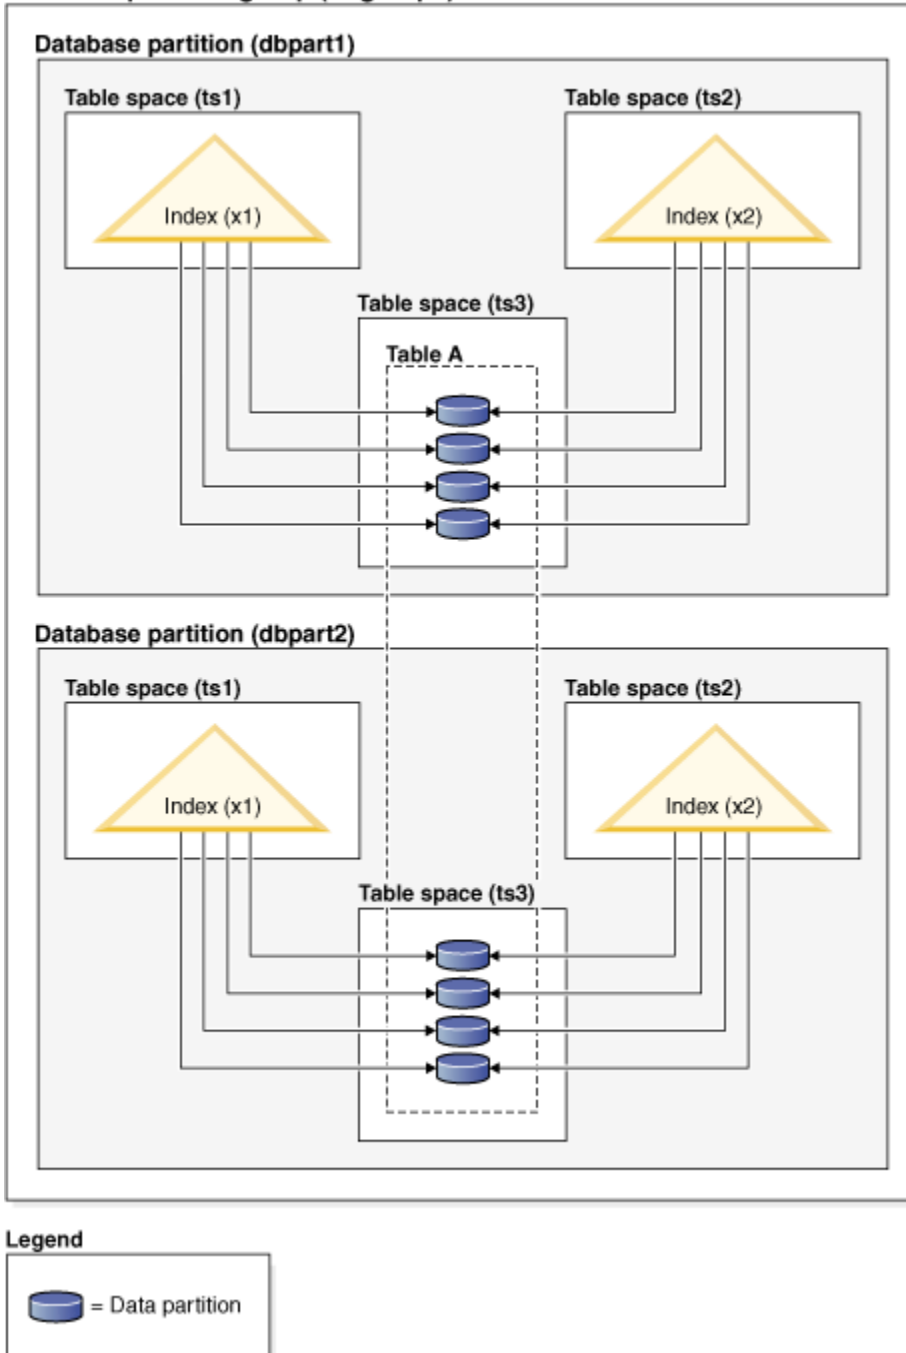 Database partition (dbpart1)
Table space (ts1)
Table space (ts2)
Index (x1)
Index (x2)
Table space (ts3)
Table A
Database partition (dbpart2)
Table space (ts1)
Table space (ts2)
Index (x1)
Index (x2)
Table space (ts3)
Legend
= Data partition